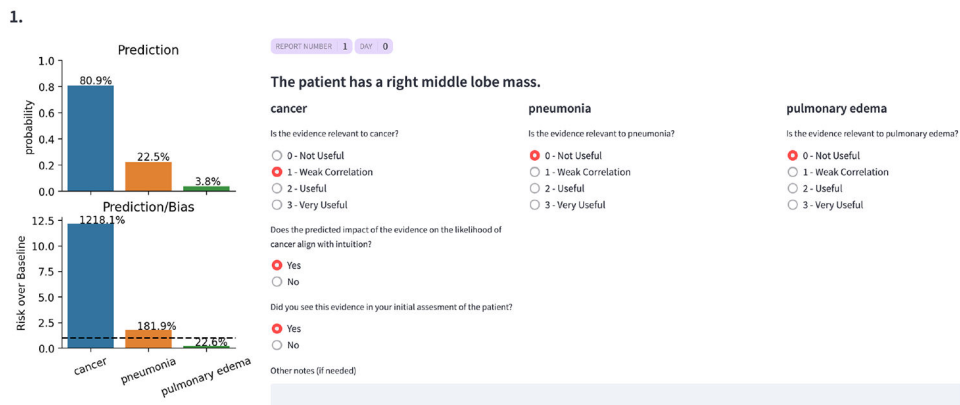 1.
Prediction
probability
1.0
0.8
0.6
0.4
0.2
0.0
80.9%
22.5%
3.8%
Prediction/Bias
Risk over Baseline
12.5
10.0
7.5
5.0
2.5
0.0
1218.1%
181.9%
22.6%
cancer
pneumonia
pulmonary edema
REPORT NUMBER 1 DAY 0
The patient has a right middle lobe mass.
cancer
Is the evidence relevant to cancer?
0 - Not Useful
1 - Weak Correlation
2 - Useful
3 - Very Useful
Does the predicted impact of the evidence on the likelihood of
cancer align with intuition?
Yes
No
Did you see this evidence in your initial assesment of the patient?
Yes
No
Other notes (if needed)
pneumonia
Is the evidence relevant to pneumonia?
0 - Not Useful
1 - Weak Correlation
2 - Useful
3 - Very Useful
pulmonary edema
Is the evidence relevant to pulmonary edema?
0 - Not Useful
1 - Weak Correlation
2 - Useful
3 - Very Useful